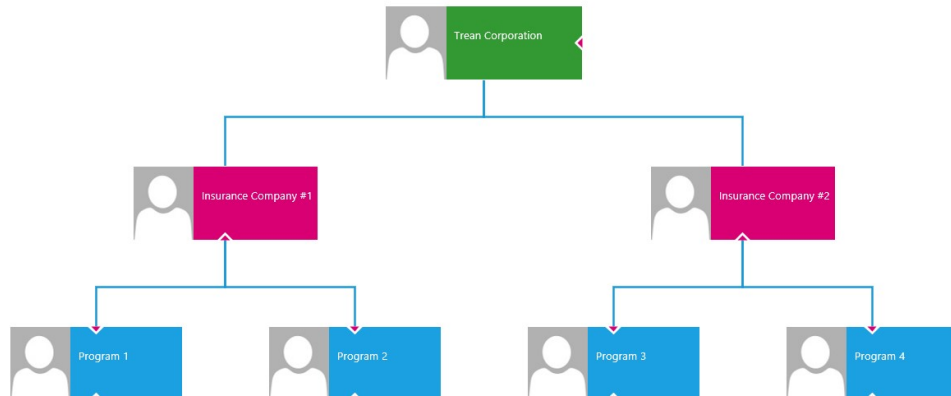 Trean Corporation
Insurance Company #1
Insurance Company #2
Program 1
Program 2
Program 3
Program 4